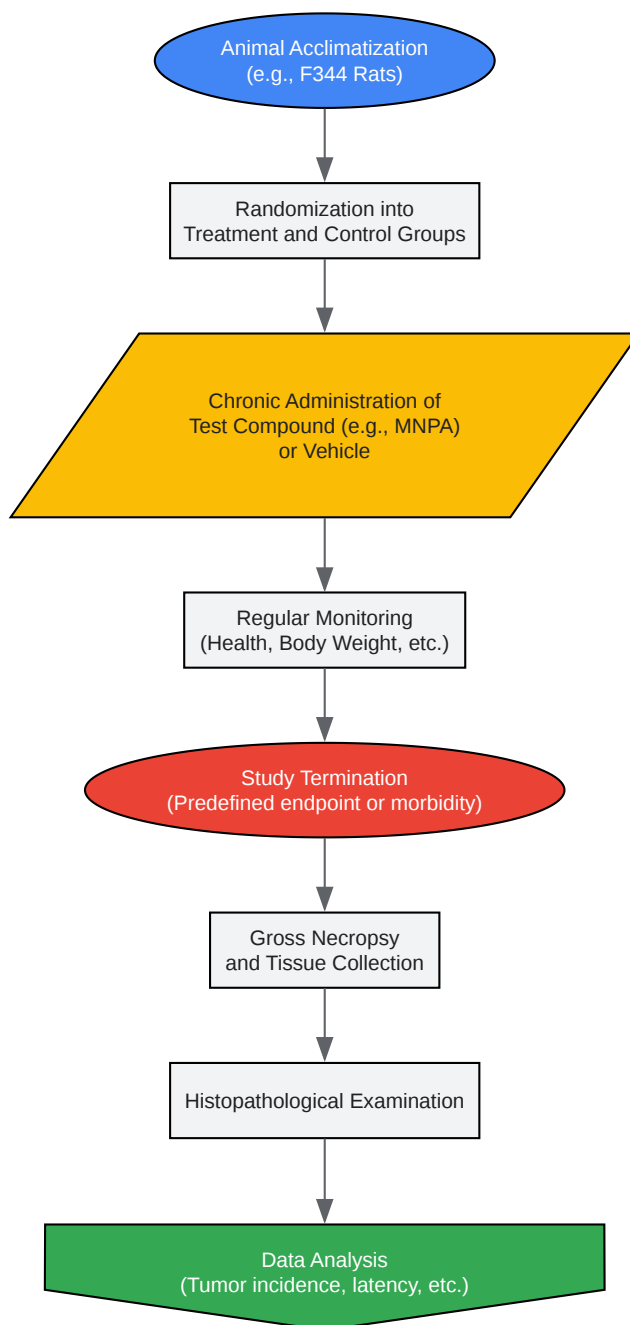 Animal Acclimatization
(e.g., F344 Rats)
Randomization into
Treatment and Control Groups
Chronic Administration of
Test Compound (e.g., MNPA)
or Vehicle
Regular Monitoring
(Health, Body Weight, etc.)
Study Termination
(Predefined endpoint or morbidity)
Gross Necropsy
and Tissue Collection
Histopathological Examination
Data Analysis
(Tumor incidence, latency, etc.)